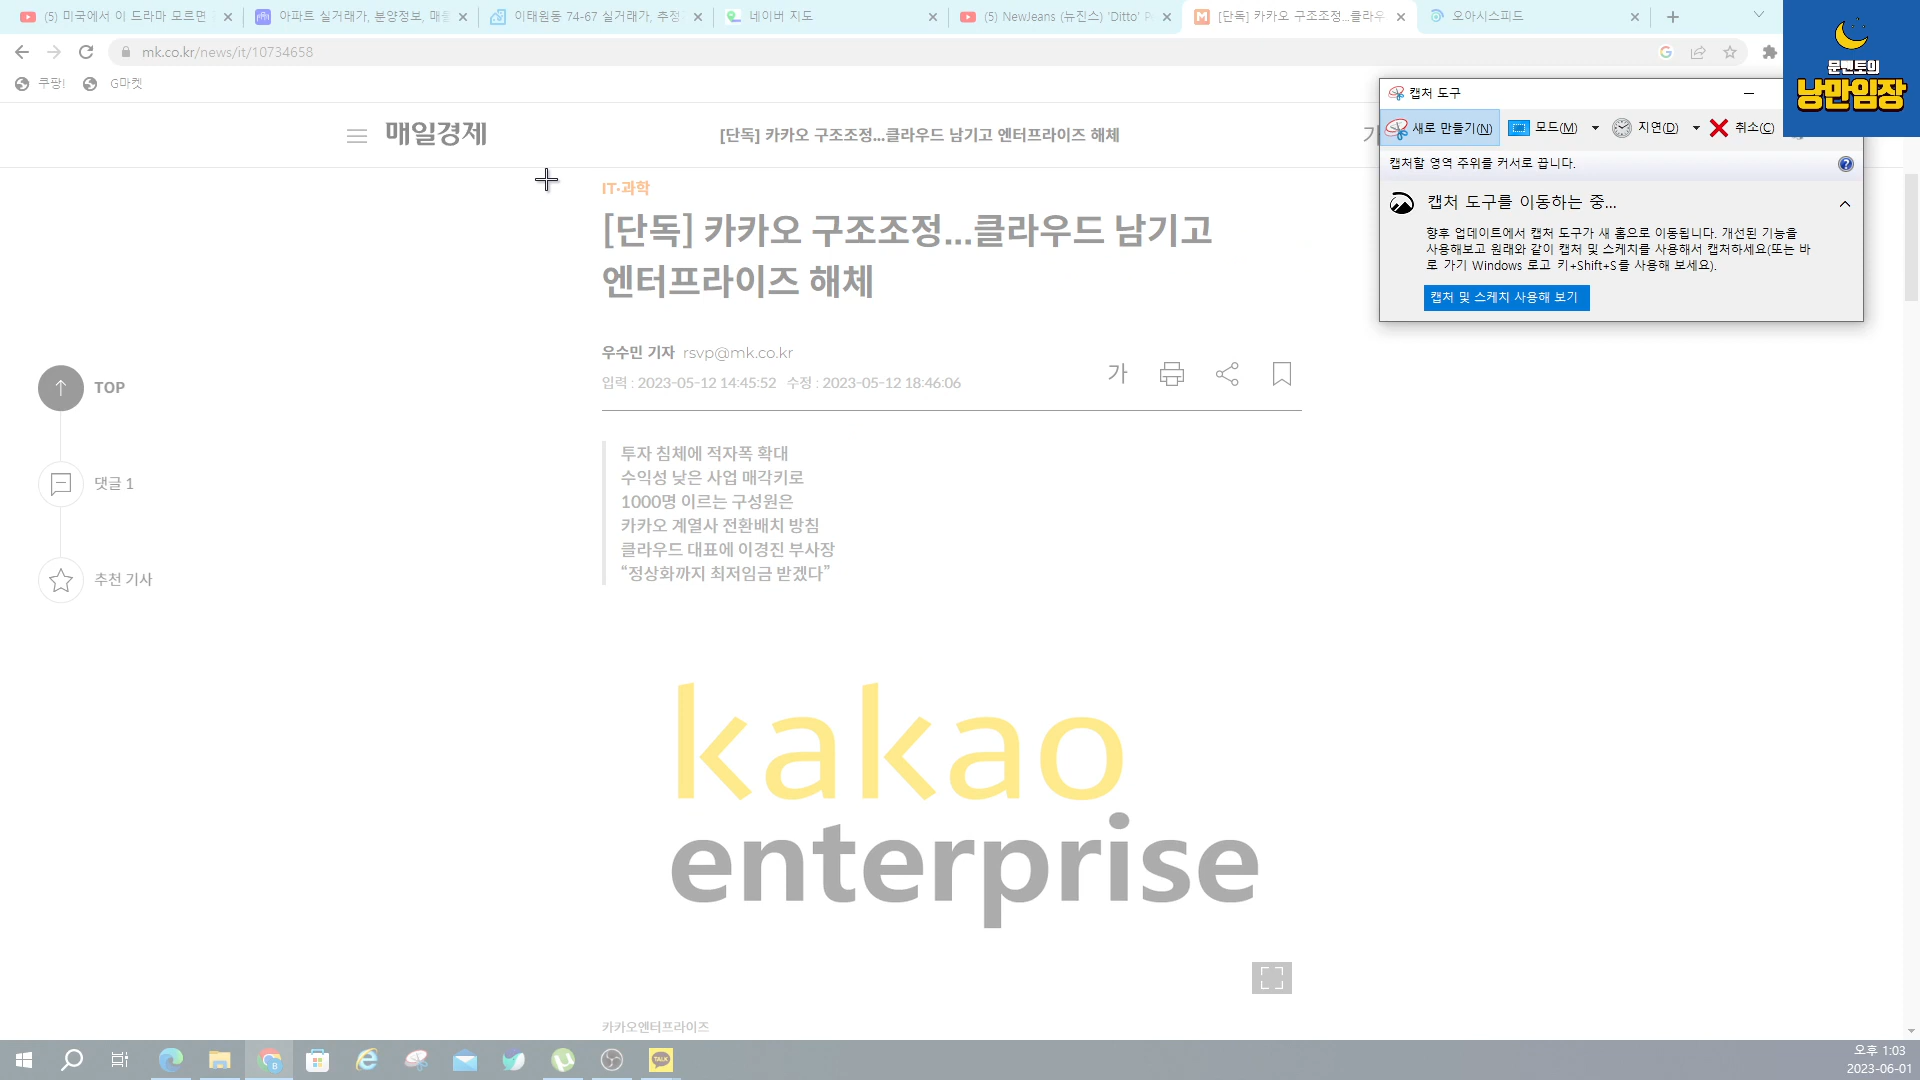 (5) 미국에서 이 드라마 모르면
아파트 실거래가, 분양정보, 매물
이태원동 74-67 실거래가, 추정
네이버 지도
(5) NewJeans (뉴진스) 'Ditto' P
[단독] 카카오 구조조정...클라우
오아시스피드
mk.co.kr/news/it/10734658
쿠팡!
G마켓
문멘토의
낭만임장
매일경제
[단독] 카카오 구조조정...클라우드 남기고 엔터프라이즈 해체
가
캡처 도구
새로 만들기(N)
모드(M)
지연(D)
취소(C)
캡처할 영역 주위를 커서로 끕니다.
캡처 도구를 이동하는 중...
향후 업데이트에서 캡처 도구가 새 홈으로 이동됩니다. 개선된 기능을
사용해보고 원래와 같이 캡처 및 스케치를 사용해서 캡처하세요(또는 바
로 가기 Windows 로고 키+Shift+S를 사용해 보세요).
캡처 및 스케치 사용해 보기
IT·과학
[단독] 카카오 구조조정...클라우드 남기고
엔터프라이즈 해체
우수민 기자 rsvp@mk.co.kr
입력 : 2023-05-12 14:45:52 수정 : 2023-05-12 18:46:06
가
TOP
댓글 1
추천 기사
투자 침체에 적자폭 확대
수익성 낮은 사업 매각키로
1000명 이르는 구성원은
카카오 계열사 전환배치 방침
클라우드 대표에 이경진 부사장
“정상화까지 최저임금 받겠다”
kakao
enterprise
카카오엔터프라이즈
TALK
오후 1:03
2023-06-01